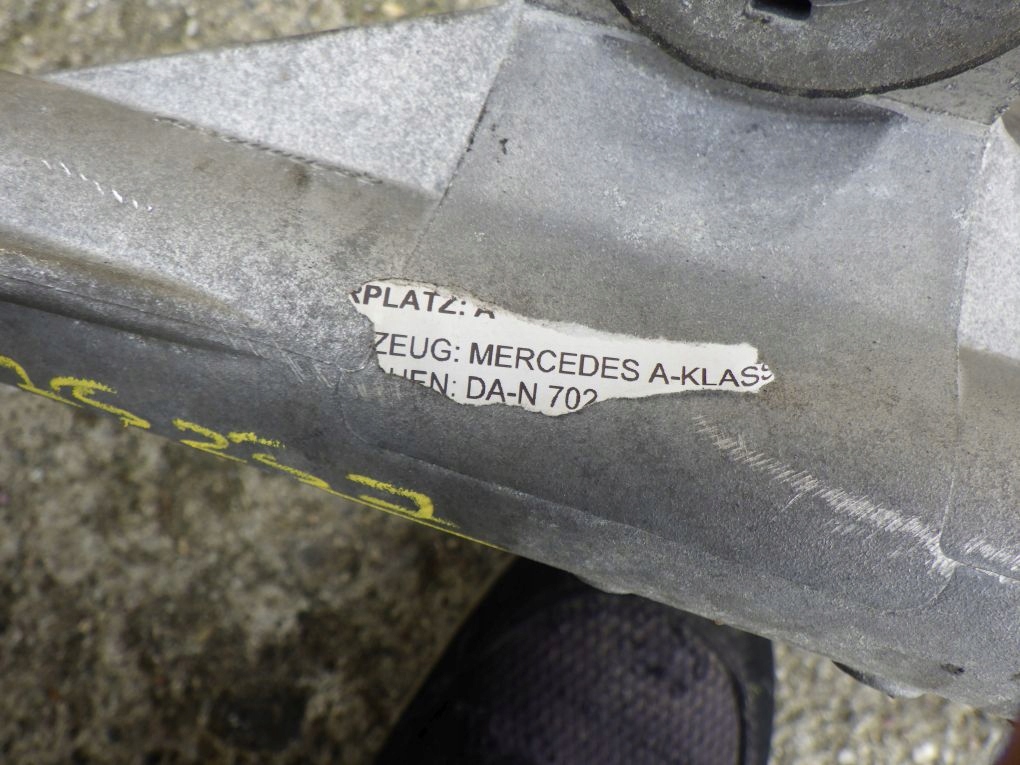 RPLATZ: A
ZEUG: MERCEDES A-KLASS
HEN: DA-N 702